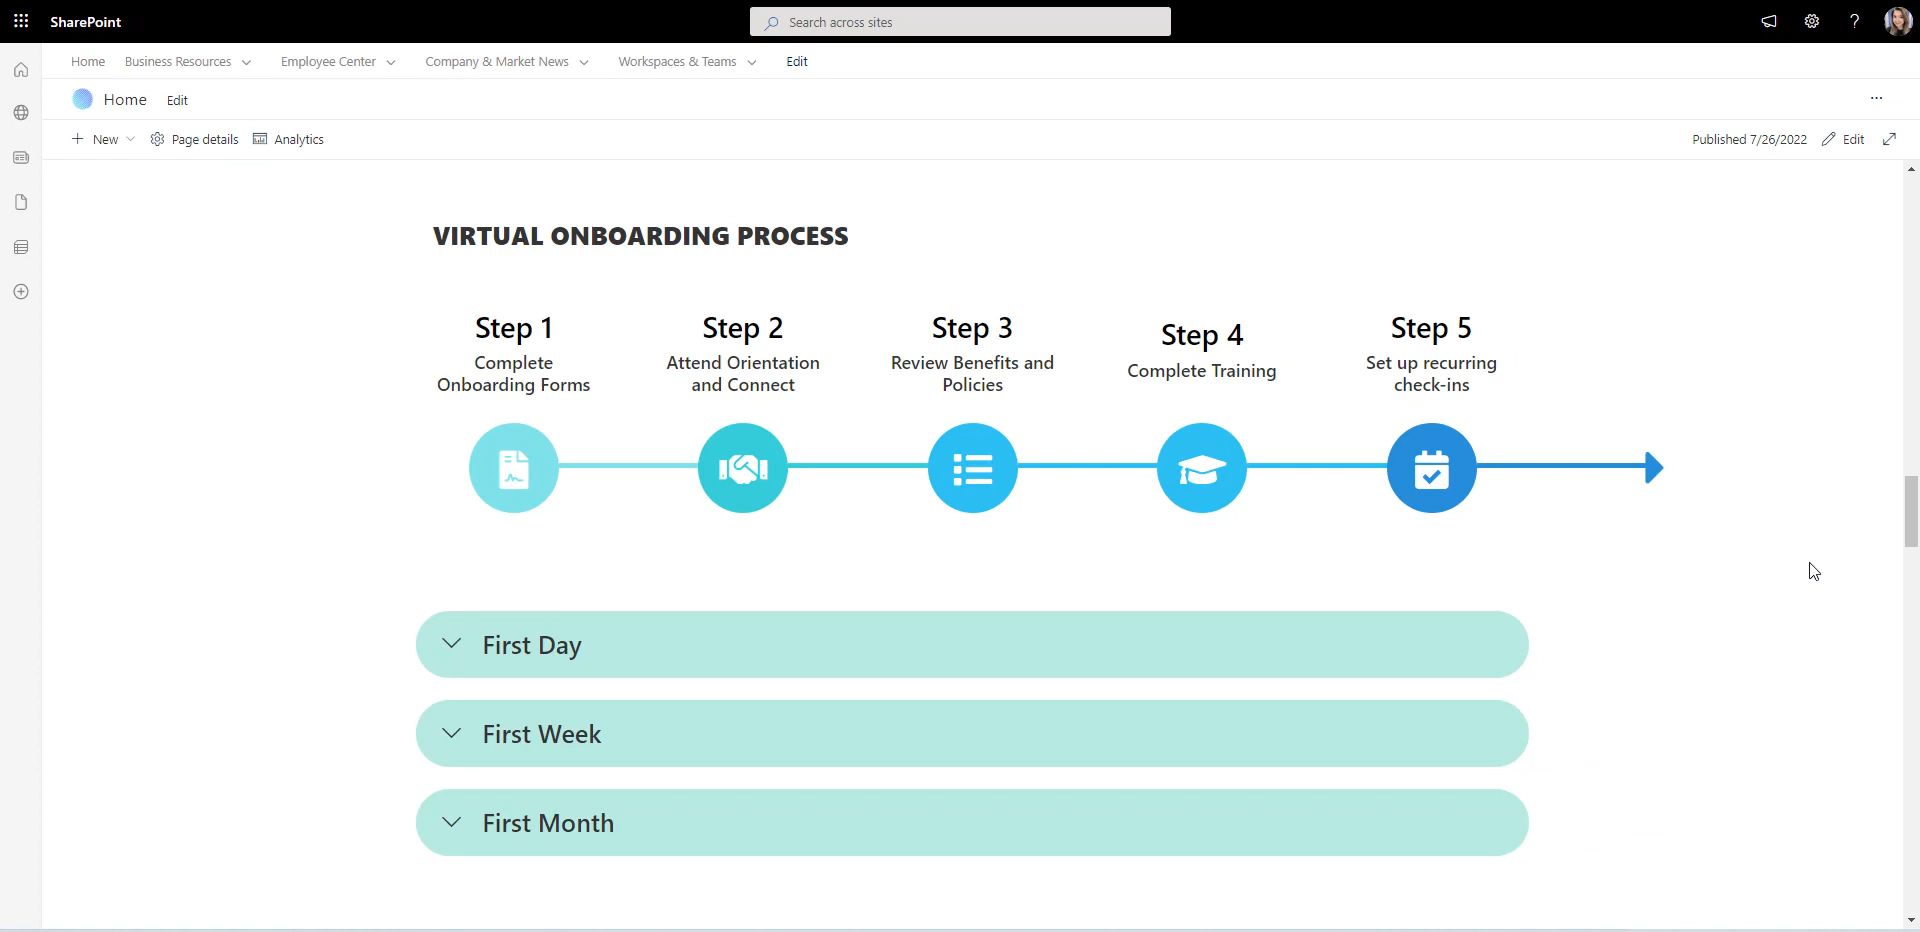 SharePoint
Search across sites
?
Home Business Resources Employee Center Company & Market News Workspaces & Teams Edit
Home Edit
...
+ New Page details Analytics
Published 7/26/2022 Edit
VIRTUAL ONBOARDING PROCESS
Step 1
Complete
Onboarding Forms
Step 2
Attend Orientation
and Connect
Step 3
Review Benefits and
Policies
Step 4
Complete Training
Step 5
Set up recurring
check-ins
First Day
First Week
First Month